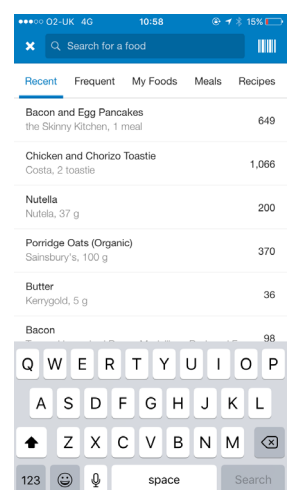 O2-UK 4G 10:58 15%
Search for a food
Recent Frequent My Foods Meals Recipes
Bacon and Egg Pancakes
the Skinny Kitchen, 1 meal
649
Chicken and Chorizo Toastie
Costa, 2 toastie
1,066
Nutella
Nutela, 37 g
200
Porridge Oats (Organic)
Sainsbury's, 100 g
370
Butter
Kerrygold, 5 g
36
Bacon
98
Q W E R T Y U I O P
A S D F G H J K L
Z X C V B N M
123 space Search